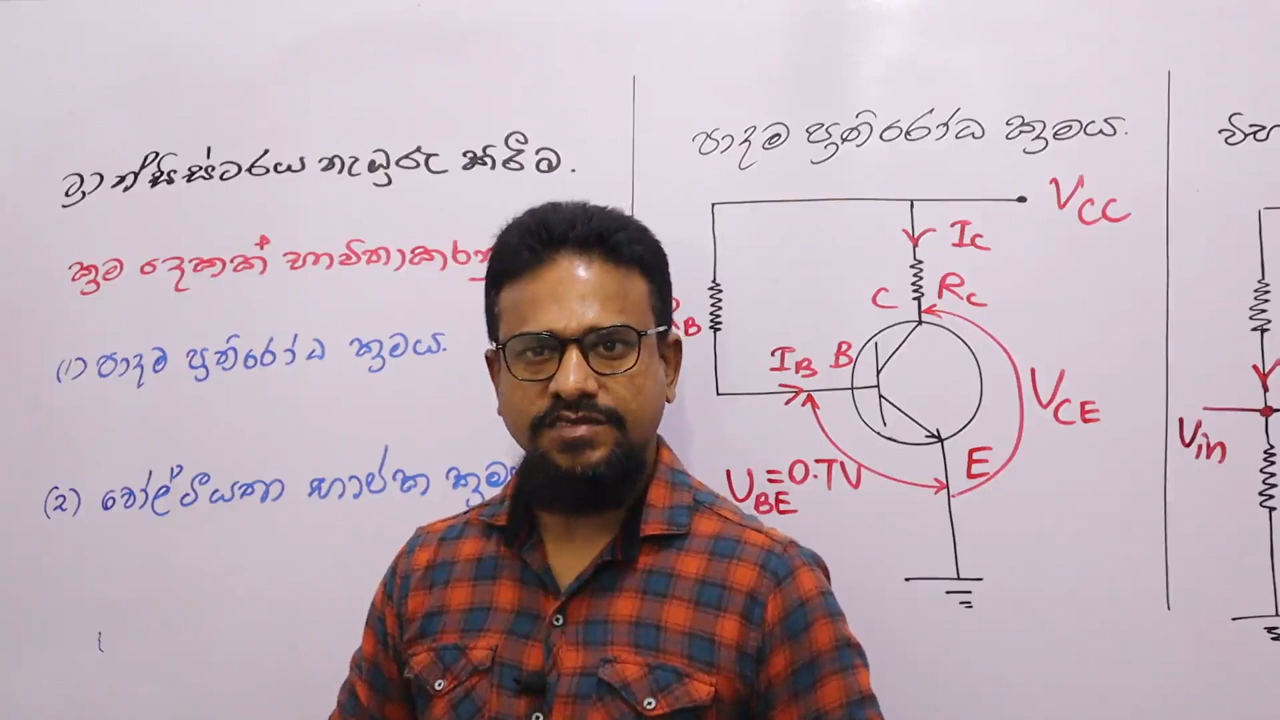 ට්‍රාන්සිස්ටරය නැඹුරු කිරීම.
ක්‍රම දෙකක් භාවිතාකරනු
(1) පාදම ප්‍රතිරෝධ ක්‍රමය.
(2) වෝල්ටීයතා භාජක ක්‍රම
පාදම ප්‍රතිරෝධ ක්‍රමය.
VCC
IC
C RC
RB
IB B
VCE
E
VBE=0.7V
විභ
Vin